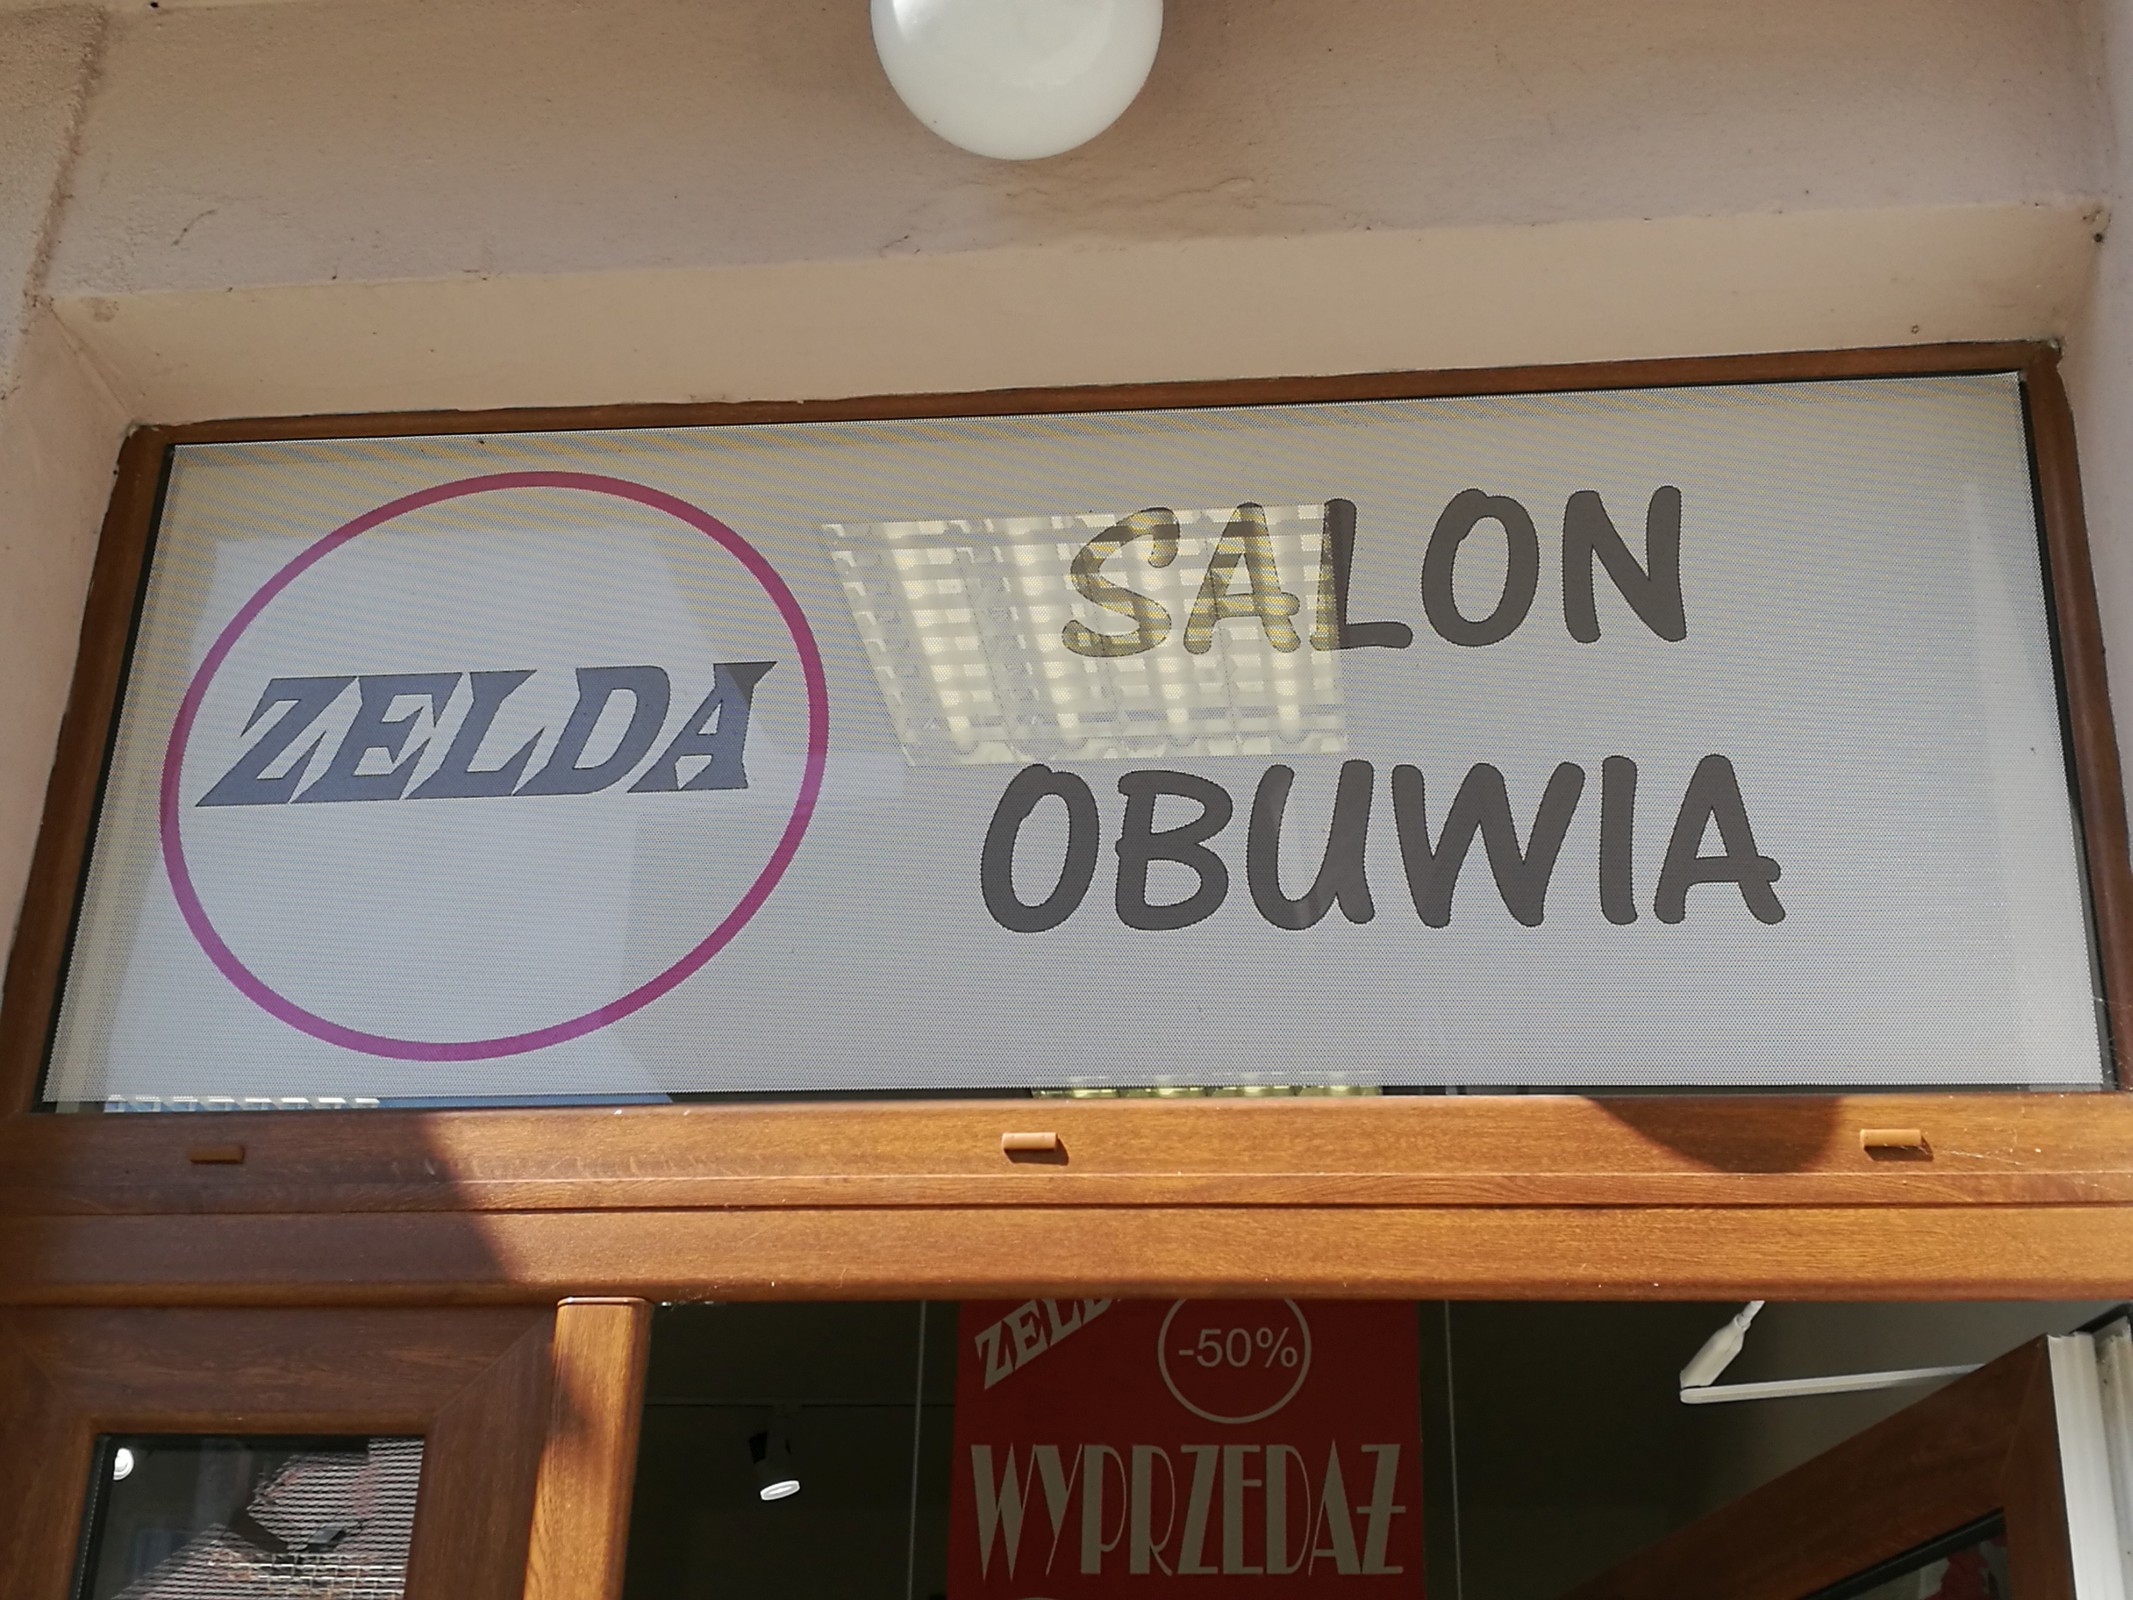 ZELDA
SALON
OBUWIA
ZELDA
-50%
WYPRZEDAŻ